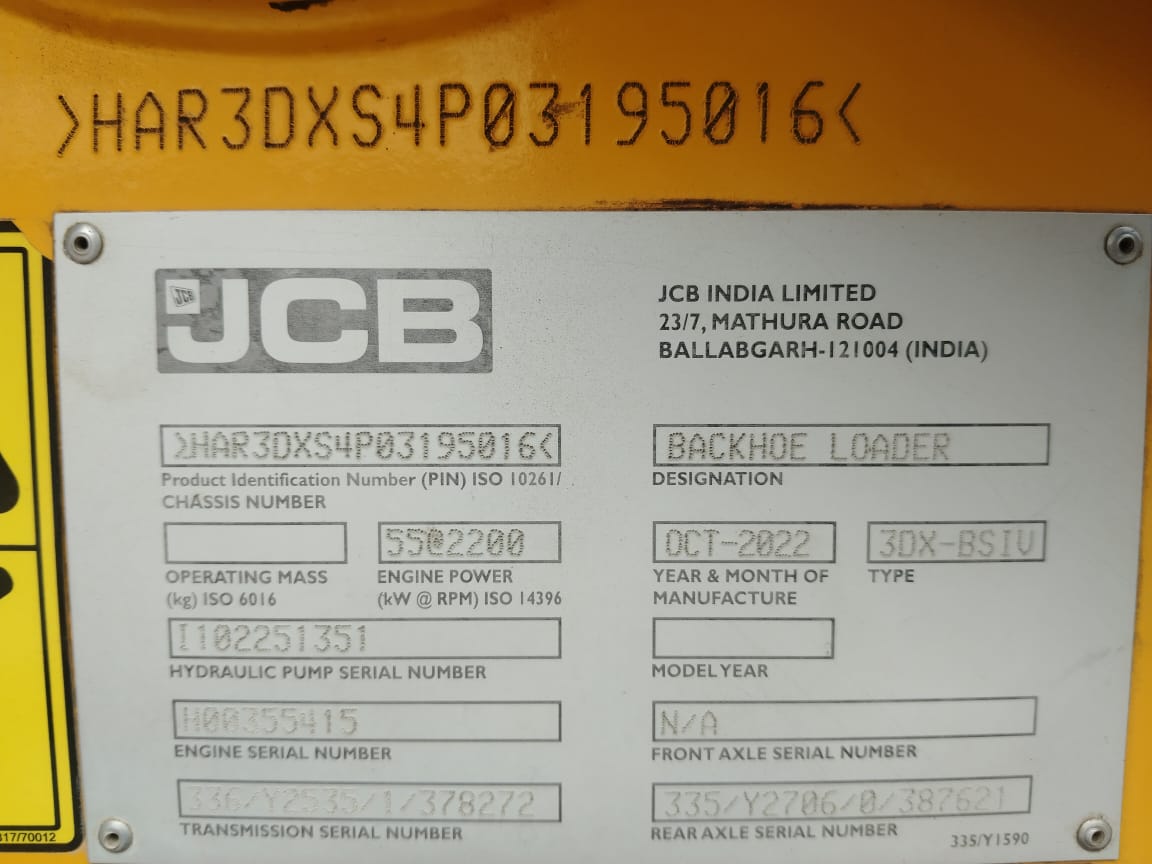 >HAR3DXS4P03195016<
JCB
JCB INDIA LIMITED
23/7, MATHURA ROAD
BALLABGARH-121004 (INDIA)
>HAR3DXS4P03195016<
Product Identification Number (PIN) ISO 10261/
CHASSIS NUMBER
BACKHOE LOADER
DESIGNATION
OPERATING MASS
(kg) ISO 6016
55@2200
ENGINE POWER
(kW @ RPM) ISO 14396
OCT-2022
YEAR & MONTH OF
MANUFACTURE
3DX-BSIV
TYPE
I102251351
HYDRAULIC PUMP SERIAL NUMBER
MODEL YEAR
H00355415
ENGINE SERIAL NUMBER
N/A
FRONT AXLE SERIAL NUMBER
336/Y2535/1/378272
TRANSMISSION SERIAL NUMBER
335/Y2706/0/387621
REAR AXLE SERIAL NUMBER
335/Y1590
317/70012